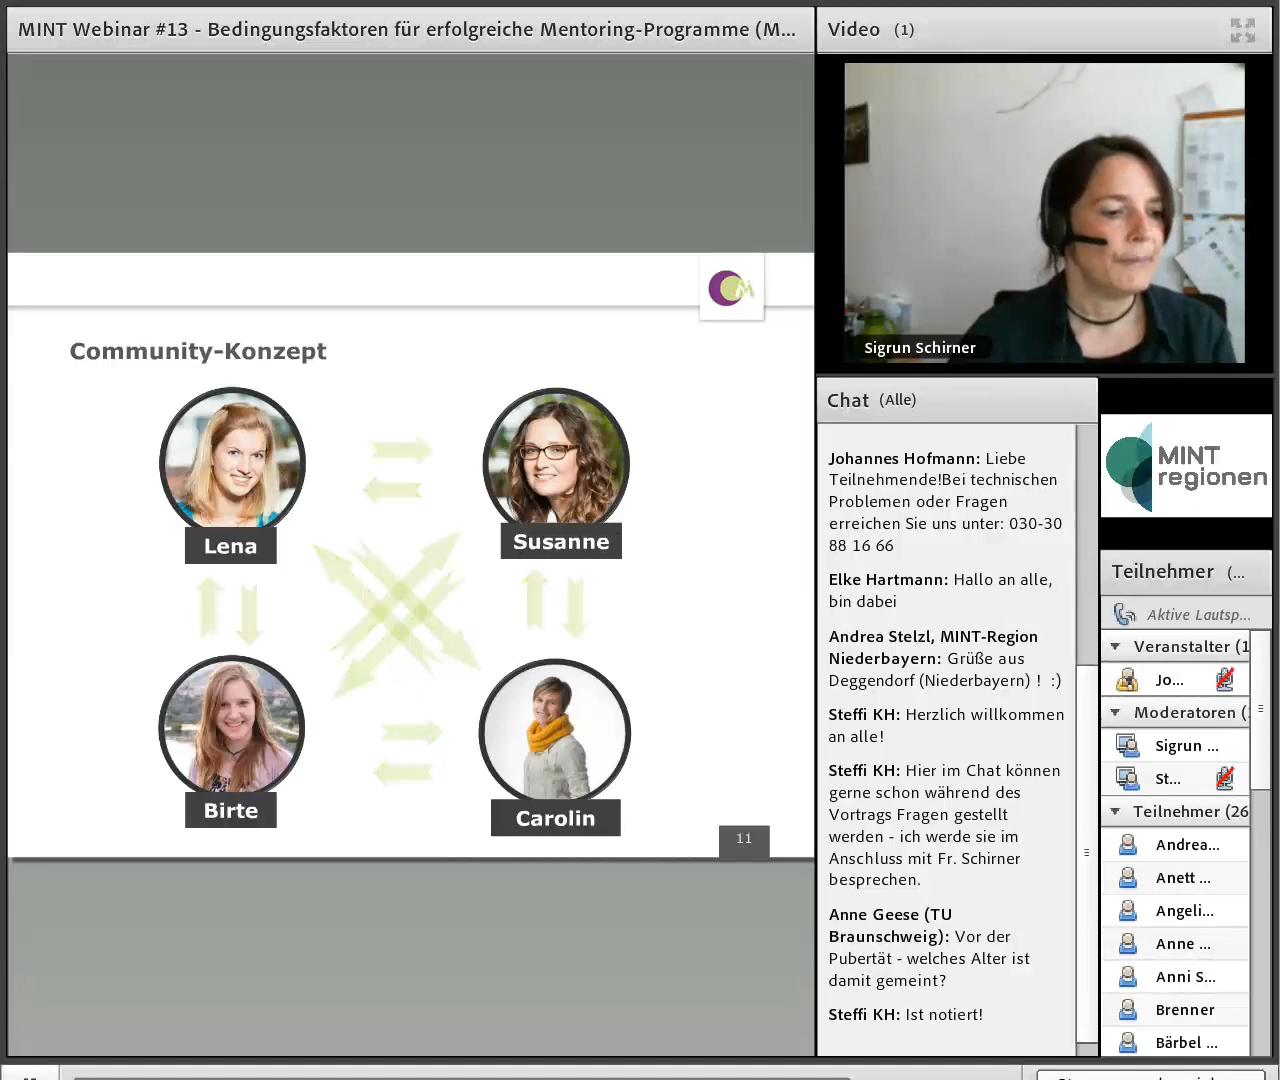 MINT Webinar #13 - Bedingungsfaktoren für erfolgreiche Mentoring-Programme (M...
Community-Konzept
Lena
Susanne
Birte
Carolin
11
Video (1)
Sigrun Schirner
Chat (Alle)
Johannes Hofmann: Liebe
Teilnehmende!Bei technischen
Problemen oder Fragen
erreichen Sie uns unter: 030-30
88 16 66
Elke Hartmann: Hallo an alle,
bin dabei
Andrea Stelzl, MINT-Region
Niederbayern: Grüße aus
Deggendorf (Niederbayern) ! :)
Steffi KH: Herzlich willkommen
an alle!
Steffi KH: Hier im Chat können
gerne schon während des
Vortrags Fragen gestellt
werden - ich werde sie im
Anschluss mit Fr. Schirner
besprechen.
Anne Geese (TU
Braunschweig): Vor der
Pubertät - welches Alter ist
damit gemeint?
Steffi KH: Ist notiert!
MINT
regionen
Teilnehmer (...
Aktive Lautsp...
Veranstalter (1
Jo...
Moderatoren (
Sigrun ...
St...
Teilnehmer (26
Andrea...
Anett ...
Angeli...
Anne ...
Anni S...
Brenner
Bärbel ...